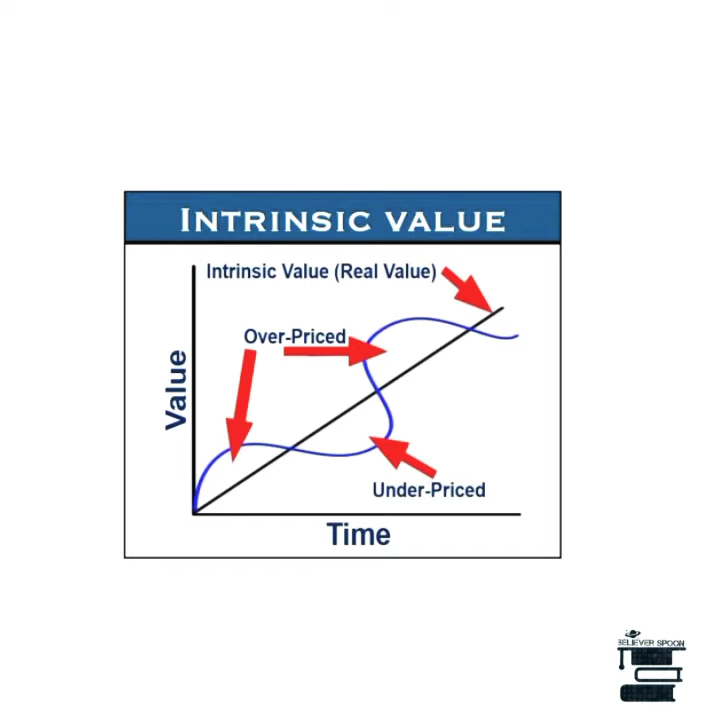 INTRINSIC VALUE
Intrinsic Value (Real Value)
Over-Priced
Value
Under-Priced
Time
BELIEVER SPOON